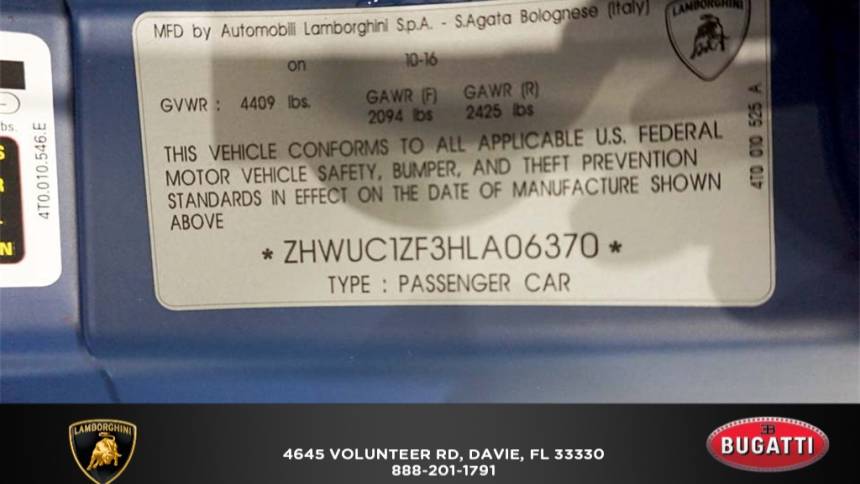 MFD by Automobili Lamborghini S.p.A. - S.Agata Bolognese (Italy)
LAMBORGHINI
on 10-16
GVWR : 4409 lbs. GAWR (F) GAWR (R)
2094 lbs 2425 lbs
THIS VEHICLE CONFORMS TO ALL APPLICABLE U.S. FEDERAL
MOTOR VEHICLE SAFETY, BUMPER, AND THEFT PREVENTION
STANDARDS IN EFFECT ON THE DATE OF MANUFACTURE SHOWN
ABOVE
* ZHWUC1ZF3HLA06370 *
TYPE : PASSENGER CAR
4T0 010 525 A
4T0.010.546.E
bs.
S
R
N
LAMBORGHINI
4645 VOLUNTEER RD, DAVIE, FL 33330
888-201-1791
EB
BUGATTI